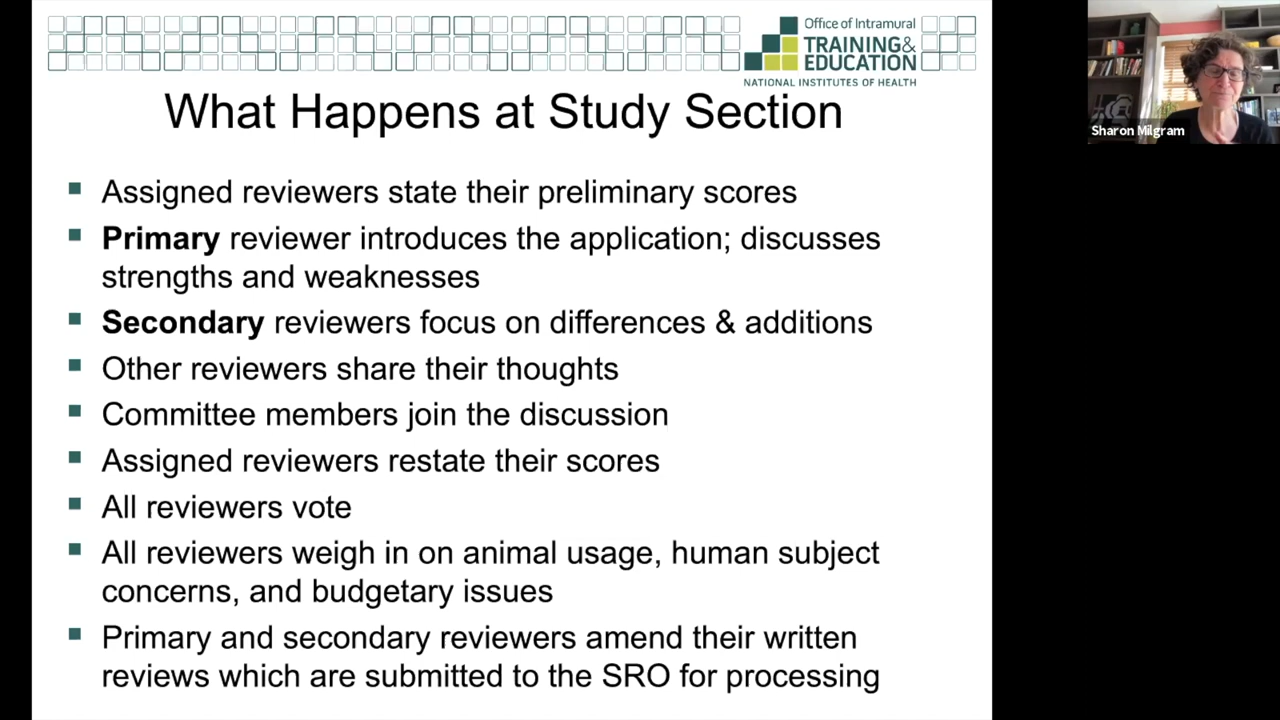 Office of Intramural
TRAINING&
EDUCATION
NATIONAL INSTITUTES OF HEALTH
What Happens at Study Section
Assigned reviewers state their preliminary scores
Primary reviewer introduces the application; discusses
strengths and weaknesses
Secondary reviewers focus on differences & additions
Other reviewers share their thoughts
Committee members join the discussion
Assigned reviewers restate their scores
All reviewers vote
All reviewers weigh in on animal usage, human subject
concerns, and budgetary issues
Primary and secondary reviewers amend their written
reviews which are submitted to the SRO for processing
Sharon Milgram